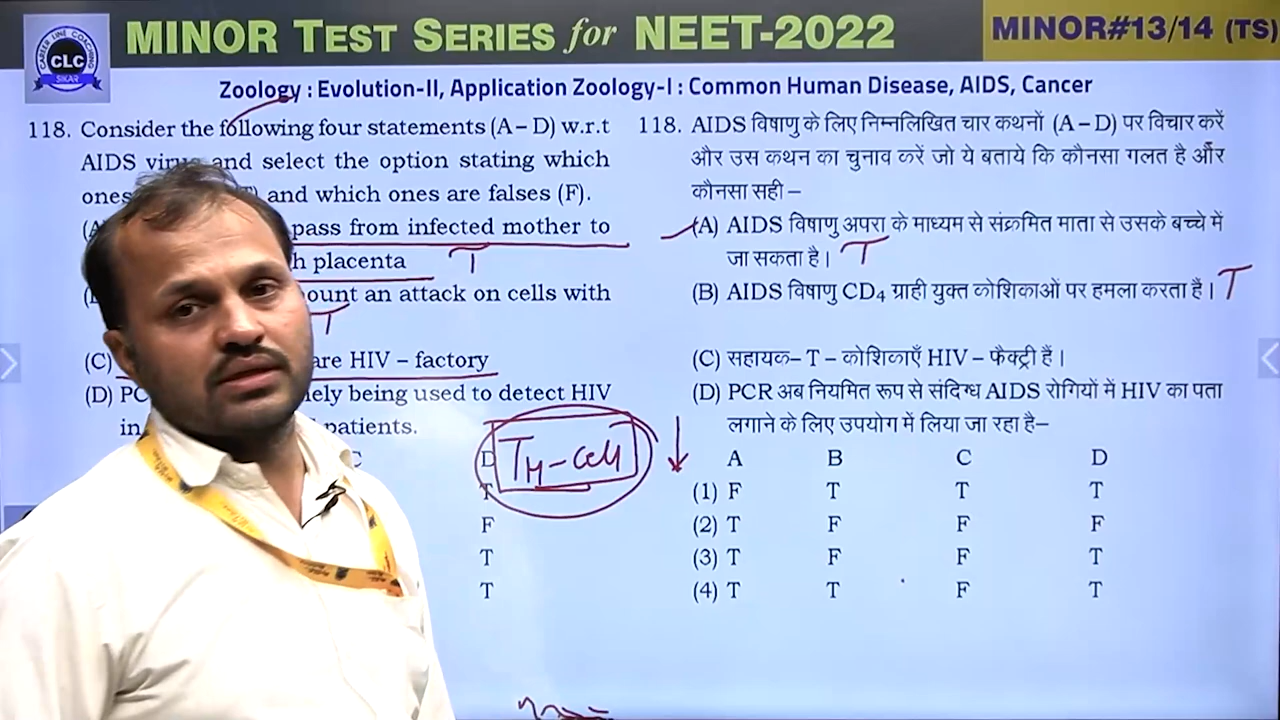 MINOR TEST SERIES for NEET-2022
MINOR#13/14 (TS)
CAREER LINE COACHING
CLC
SIKAR
Zoology : Evolution-II, Application Zoology-I : Common Human Disease, AIDS, Cancer
118. Consider the following four statements (A – D) w.r.t
AIDS virus and select the option stating which
ones and which ones are falses (F).
pass from infected mother to
placenta T
an attack on cells with
T
(C) are HIV – factory
(D) being used to detect HIV
in patients.
D
T
F
T
T
T_H-cell
118. AIDS विषाणु के लिए निम्नलिखित चार कथनों (A – D) पर विचार करें
और उस कथन का चुनाव करें जो ये बताये कि कौनसा गलत है और
कौनसा सही –
(A) AIDS विषाणु अपरा के माध्यम से संक्रमित माता से उसके बच्चे में
जा सकता है। T
(B) AIDS विषाणु CD₄ ग्राही युक्त कोशिकाओं पर हमला करता हैं। T
(C) सहायक– T – कोशिकाएँ HIV – फैक्ट्री हैं।
(D) PCR अब नियमित रूप से संदिग्ध AIDS रोगियों में HIV का पता
लगाने के लिए उपयोग में लिया जा रहा है–
A B C D
(1) F T T T
(2) T F F F
(3) T F F T
(4) T T F T